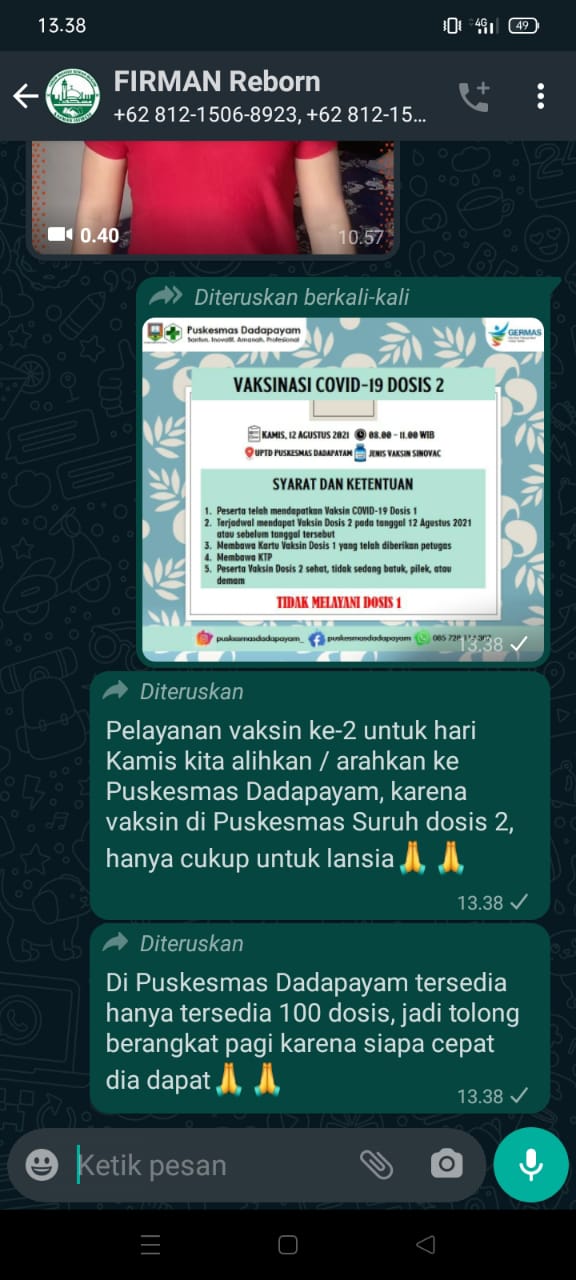 13.38
4G
49
FIRMAN Reborn
+62 812-1506-8923, +62 812-15...
0.40
10.57
Diteruskan berkali-kali
Puskesmas Dadapayam
Santun, Inovatif, Amanah, Profesional
GERMAS
VAKSINASI COVID-19 DOSIS 2
KAMIS, 12 AGUSTUS 2021 08.00 - 11.00 WIB
UPTD PUSKESMAS DADAPAYAM JENIS VAKSIN SINOVAC
SYARAT DAN KETENTUAN
1. Peserta telah mendapatkan Vaksin COVID-19 Dosis 1
2. Terjadwal mendapat Vaksin Dosis 2 pada tanggal 12 Agustus 2021
atau sebelum tanggal tersebut
3. Membawa Kartu Vaksin Dosis 1 yang telah diberikan petugas
4. Membawa KTP
5. Peserta Vaksin Dosis 2 sehat, tidak sedang batuk, pilek, atau
demam
TIDAK MELAYANI DOSIS 1
puskesmasdadapayam_ puskesmasdadapayam 085 728
13.38
Diteruskan
Pelayanan vaksin ke-2 untuk hari
Kamis kita alihkan / arahkan ke
Puskesmas Dadapayam, karena
vaksin di Puskesmas Suruh dosis 2,
hanya cukup untuk lansia🙏 🙏
13.38
Diteruskan
Di Puskesmas Dadapayam tersedia
hanya tersedia 100 dosis, jadi tolong
berangkat pagi karena siapa cepat
dia dapat🙏 🙏
13.38
Ketik pesan